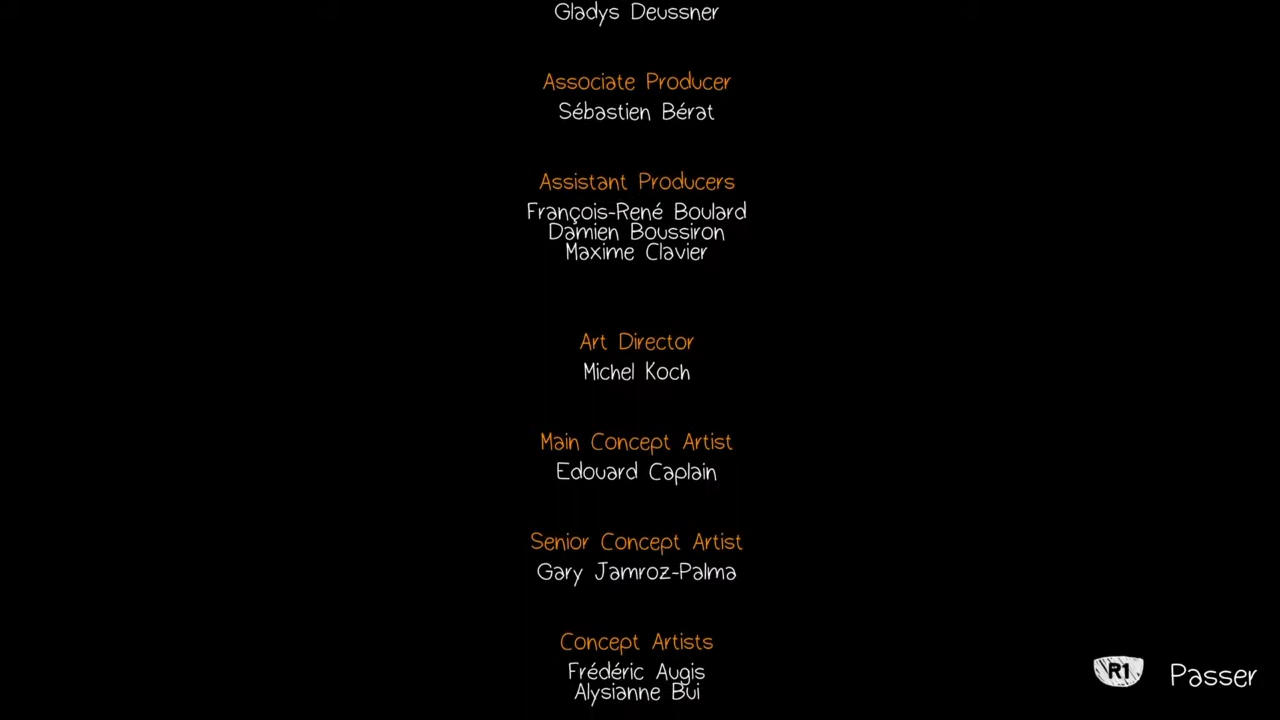 Gladys Deussner
Associate Producer
Sébastien Bérat
Assistant Producers
François-René Boulard
Damien Boussiron
Maxime Clavier
Art Director
Michel Koch
Main Concept Artist
Edouard Caplain
Senior Concept Artist
Gary Jamroz-Palma
Concept Artists
Frédéric Augis
Alysianne Bui
R1 Passer